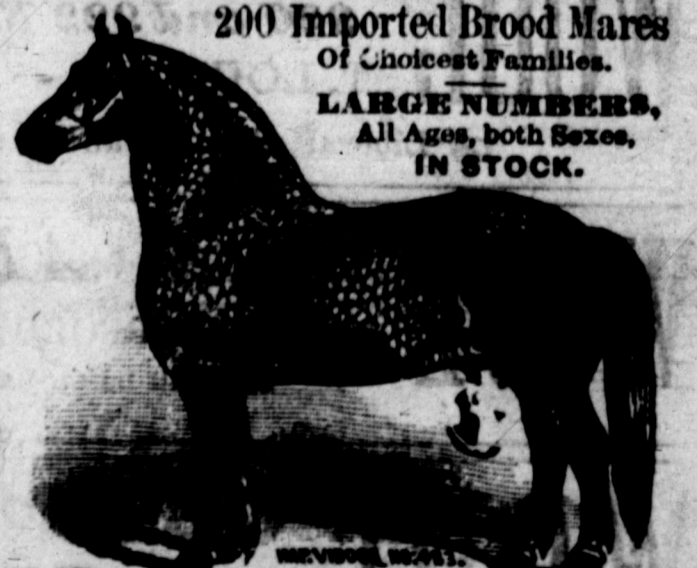 200 Imported Brood Mares
Of Choicest Families.
LARGE NUMBERS,
All Ages, both Sexes,
IN STOCK.